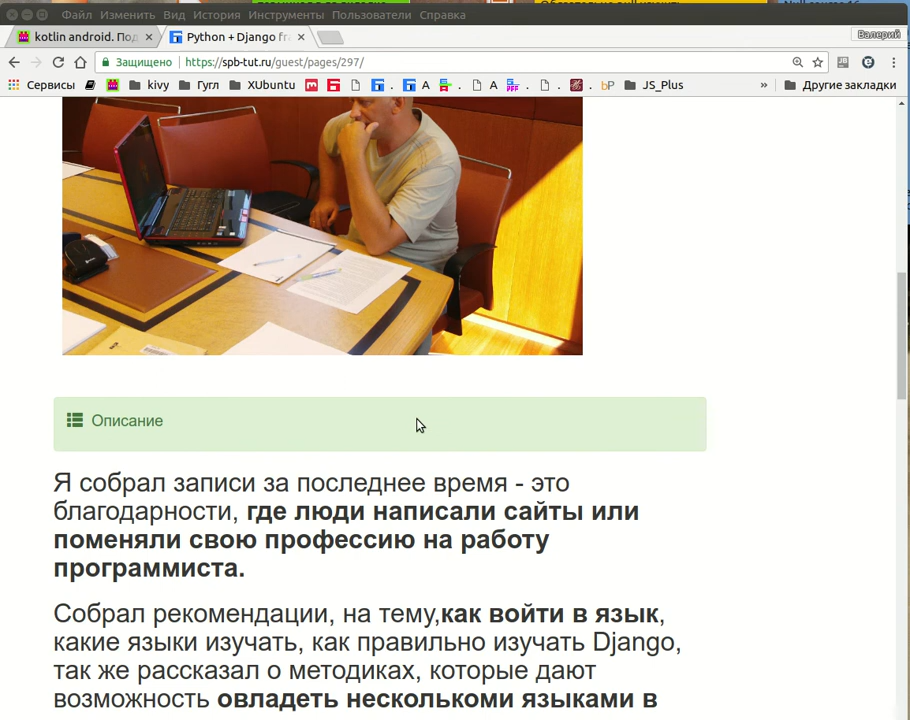 Файл Изменить Вид История Инструменты Пользователи Справка
kotlin android. Под
Python + Django fr
Валерий
Защищено https://spb-tut.ru/guest/pages/297/
Сервисы kivy Гугл XUbuntu A . A . . JS_Plus » Другие закладки
Описание
Я собрал записи за последнее время - это
благодарности, где люди написали сайты или
поменяли свою профессию на работу
программиста.
Собрал рекомендации, на тему,как войти в язык,
какие языки изучать, как правильно изучать Django,
так же рассказал о методиках, которые дают
возможность овладеть несколькоми языками в